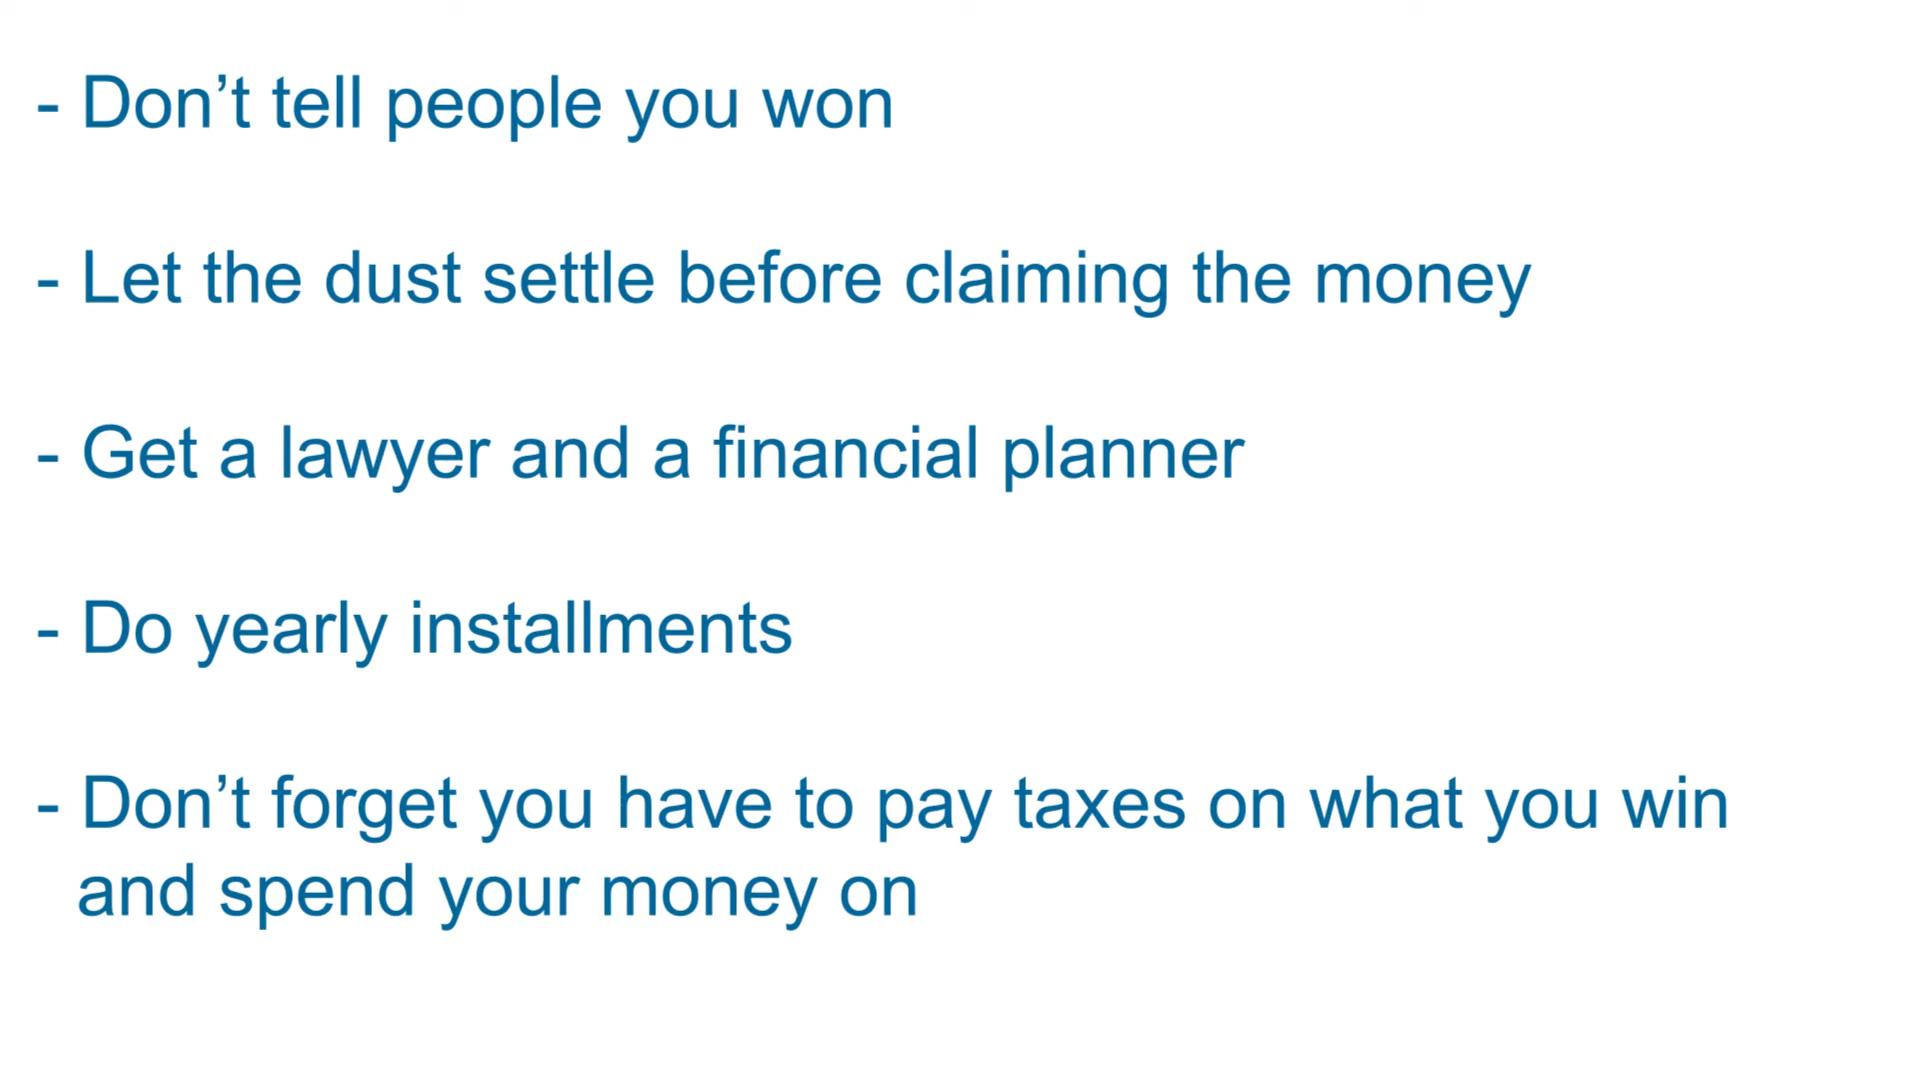 - Don’t tell people you won
- Let the dust settle before claiming the money
- Get a lawyer and a financial planner
- Do yearly installments
- Don’t forget you have to pay taxes on what you win
and spend your money on